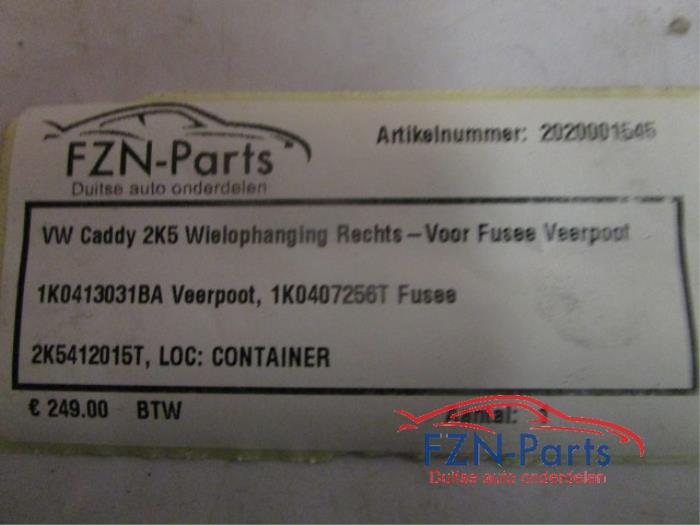 FZN-Parts
Duitse auto onderdelen
Artikelnummer: 2020001545
VW Caddy 2K5 Wielophanging Rechts-Voor Fusee Veerpoot
1K0413031BA Veerpoot, 1K0407256T Fusee
2K5412015T, LOC: CONTAINER
€ 249.00 BTW
Aantal:
FZN-Parts
Duitse auto onderdelen